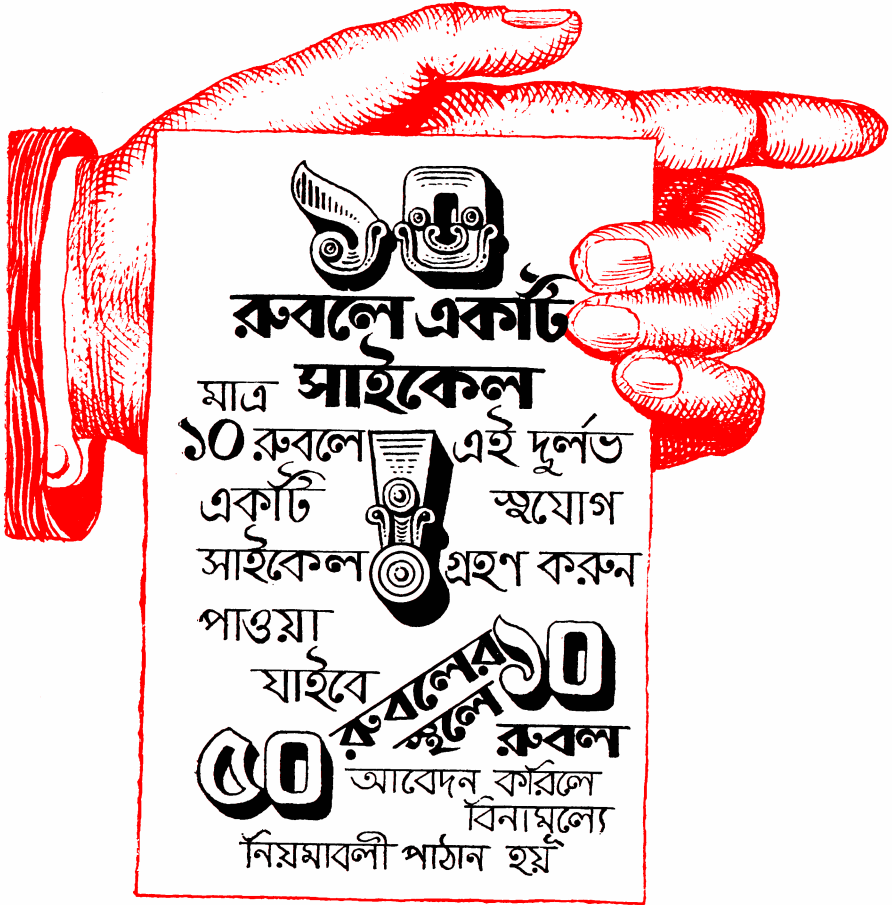 ১০
রুবলে একটি
সাইকেল
মাত্র
১০ রুবলে
একটি
সাইকেল
পাওয়া
যাইবে
!
এই দুর্লভ
সুযোগ
গ্রহণ করুন
৫০
রুবলের
স্থলে
১০
রুবল
আবেদন করিলে
বিনামূল্যে
নিয়মাবলী পাঠান হয়